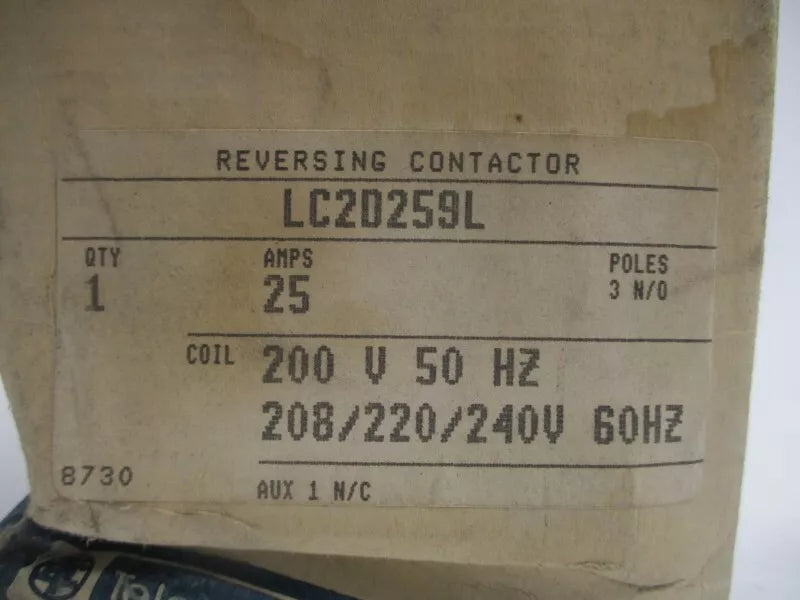 REVERSING CONTACTOR
LC2D259L
QTY AMPS POLES
1 25 3 N/O
COIL 200 V 50 HZ
208/220/240V 60HZ
8730
AUX 1 N/C